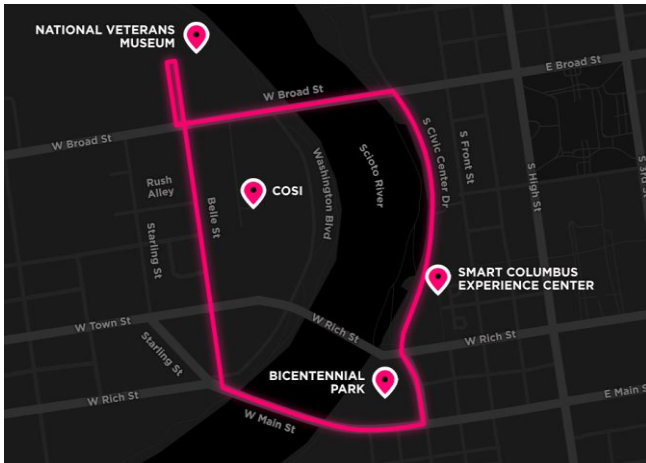 NATIONAL VETERANS
MUSEUM
E Broad St
W Broad St
W Broad St
S Civic Center Dr
S Front St
Scioto River
Washington Blvd
S High St
S 3rd St
Rush
Alley
COSI
Belle St
Starling St
SMART COLUMBUS
EXPERIENCE CENTER
W Town St
W Rich St
W Rich St
Starling St
BICENTENNIAL
PARK
W Rich St
E Main St
W Main St